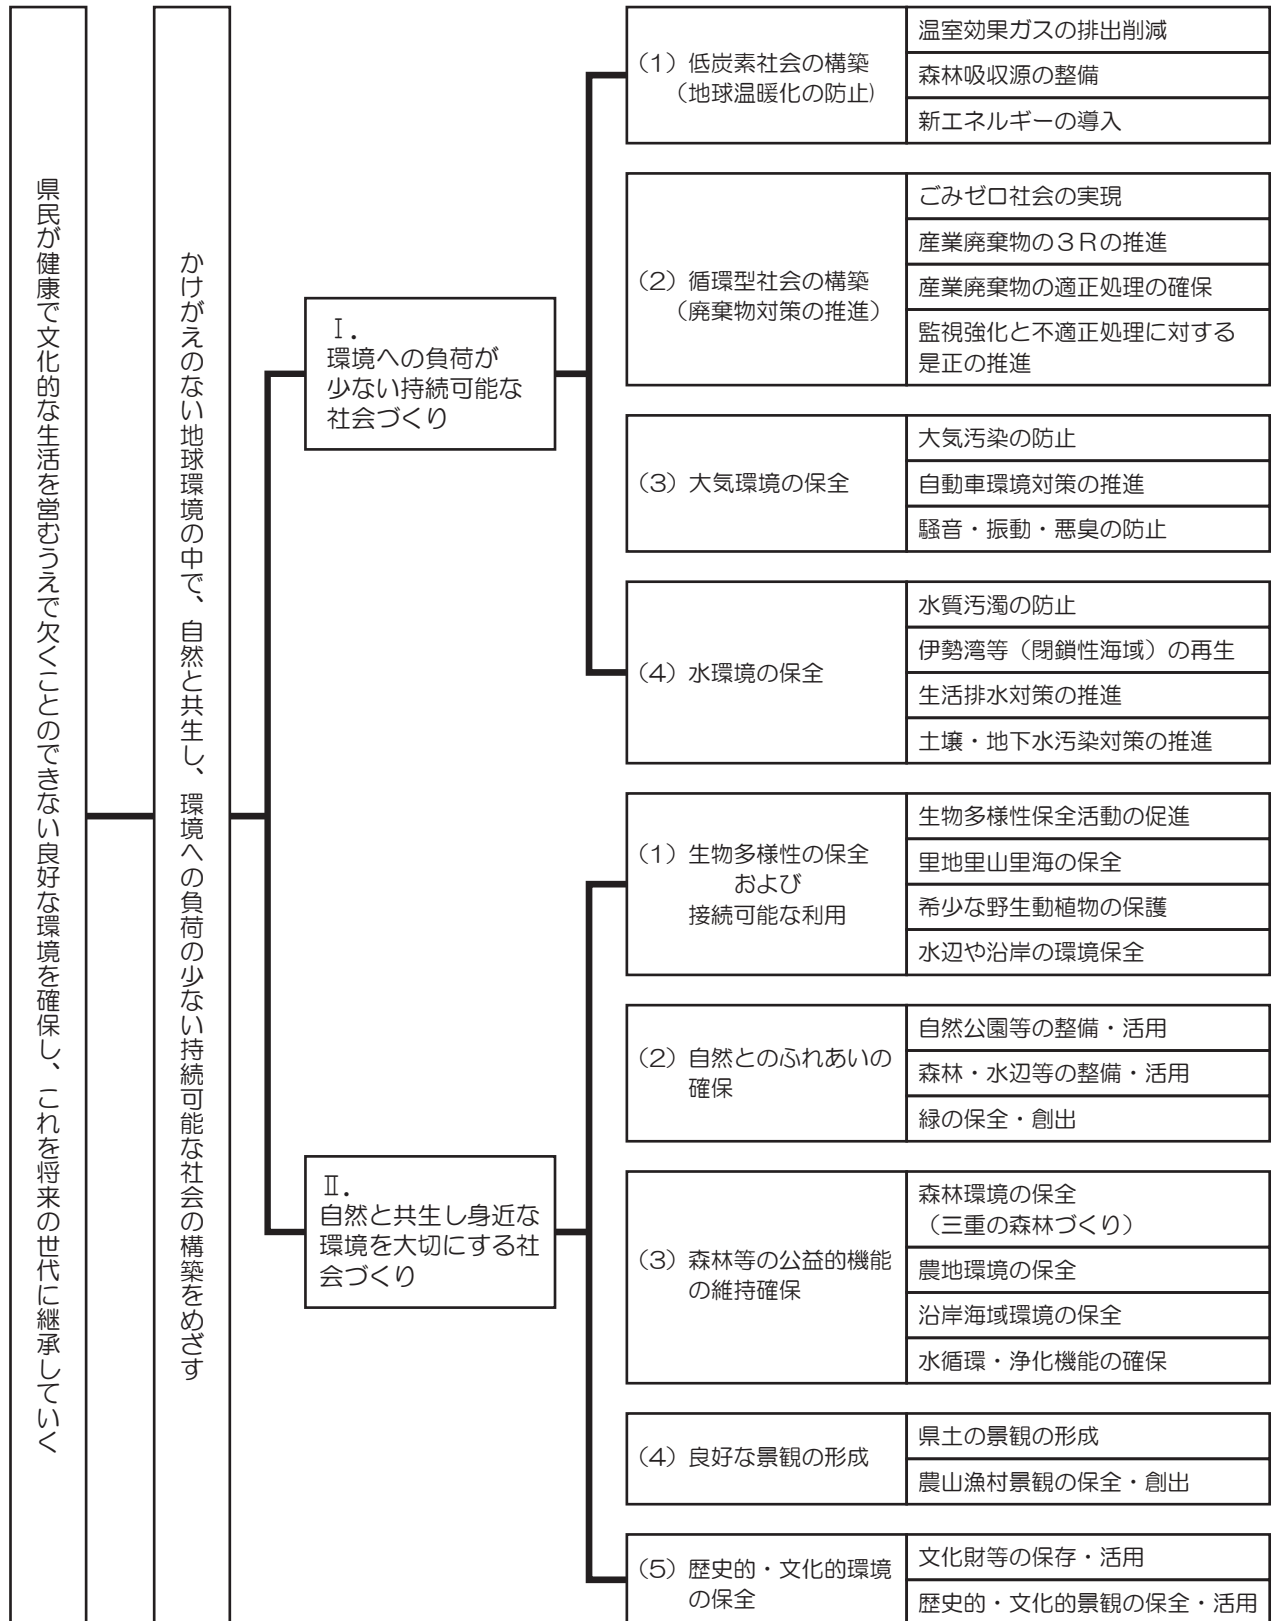 県民が健康で文化的な生活を営むうえで欠くことのできない良好な環境を確保し、これを将来の世代に継承していく
かけがえのない地球環境の中で、自然と共生し、環境への負荷の少ない持続可能な社会の構築をめざす
Ⅰ．
環境への負荷が
少ない持続可能な
社会づくり
（1）低炭素社会の構築
（地球温暖化の防止）
温室効果ガスの排出削減
森林吸収源の整備
新エネルギーの導入
（2）循環型社会の構築
（廃棄物対策の推進）
ごみゼロ社会の実現
産業廃棄物の３Ｒの推進
産業廃棄物の適正処理の確保
監視強化と不適正処理に対する
是正の推進
（3）大気環境の保全
大気汚染の防止
自動車環境対策の推進
騒音・振動・悪臭の防止
（4）水環境の保全
水質汚濁の防止
伊勢湾等（閉鎖性海域）の再生
生活排水対策の推進
土壌・地下水汚染対策の推進
Ⅱ．
自然と共生し身近な
環境を大切にする社
会づくり
（1）生物多様性の保全
および
接続可能な利用
生物多様性保全活動の促進
里地里山里海の保全
希少な野生動植物の保護
水辺や沿岸の環境保全
（2）自然とのふれあいの
確保
自然公園等の整備・活用
森林・水辺等の整備・活用
緑の保全・創出
（3）森林等の公益的機能
の維持確保
森林環境の保全
（三重の森林づくり）
農地環境の保全
沿岸海域環境の保全
水循環・浄化機能の確保
（4）良好な景観の形成
県土の景観の形成
農山漁村景観の保全・創出
（5）歴史的・文化的環境
の保全
文化財等の保存・活用
歴史的・文化的景観の保全・活用